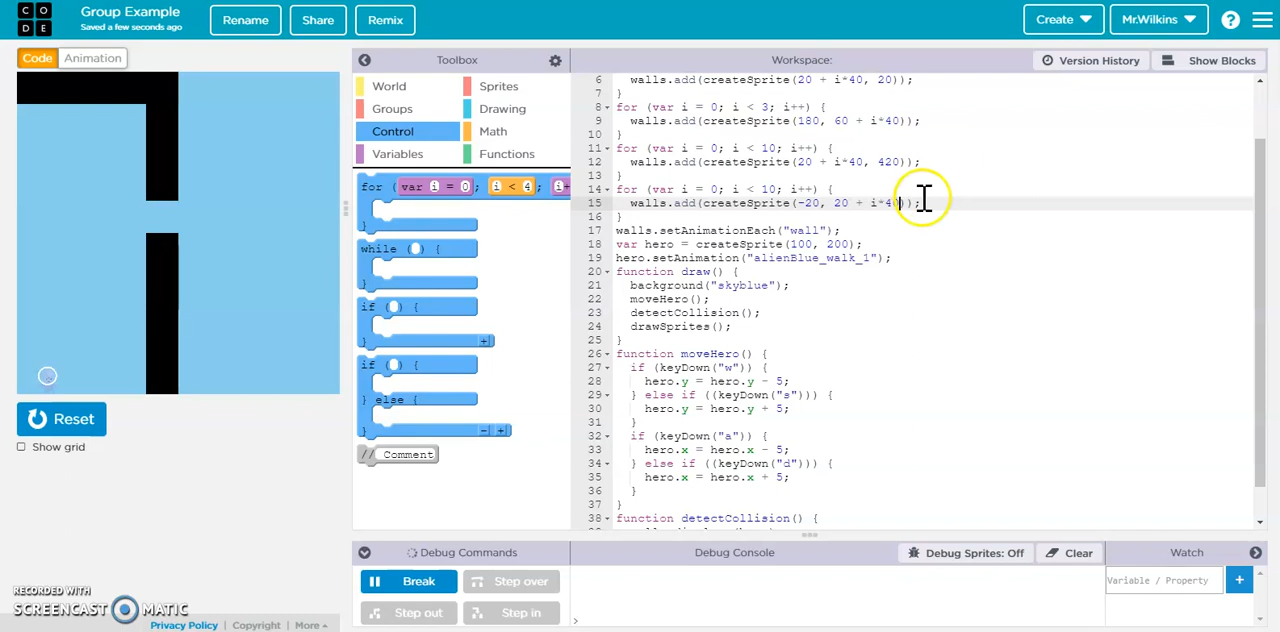 CODE
Group Example
Saved a few seconds ago
Rename
Share
Remix
Create
Mr.Wilkins
?
Code
Animation
Toolbox
Workspace:
Version History
Show Blocks
World
Sprites
Groups
Drawing
Control
Math
Variables
Functions
for ( var i = 0; i < 4; i+
}
while ( ) {
}
if ( ) {
} +
if ( ) {
} else {
} - +
// Comment
6 walls.add(createSprite(20 + i*40, 20));
7 }
8 for (var i = 0; i < 3; i++) {
9 walls.add(createSprite(180, 60 + i*40));
10 }
11 for (var i = 0; i < 10; i++) {
12 walls.add(createSprite(20 + i*40, 420));
13 }
14 for (var i = 0; i < 10; i++) {
15 walls.add(createSprite(-20, 20 + i*40));
16 }
17 walls.setAnimationEach("wall");
18 var hero = createSprite(100, 200);
19 hero.setAnimation("alienBlue_walk_1");
20 function draw() {
21 background("skyblue");
22 moveHero();
23 detectCollision();
24 drawSprites();
25 }
26 function moveHero() {
27 if (keyDown("w")) {
28 hero.y = hero.y - 5;
29 } else if ((keyDown("s"))) {
30 hero.y = hero.y + 5;
31 }
32 if (keyDown("a")) {
33 hero.x = hero.x - 5;
34 } else if ((keyDown("d"))) {
35 hero.x = hero.x + 5;
36 }
37 }
38 function detectCollision() {
Reset
Show grid
Debug Commands
Debug Console
Debug Sprites: Off
Clear
Watch
Break
Step over
Step out
Step in
Variable / Property
+
>
RECORDED WITH
SCREENCAST MATIC
Privacy Policy
Copyright
More